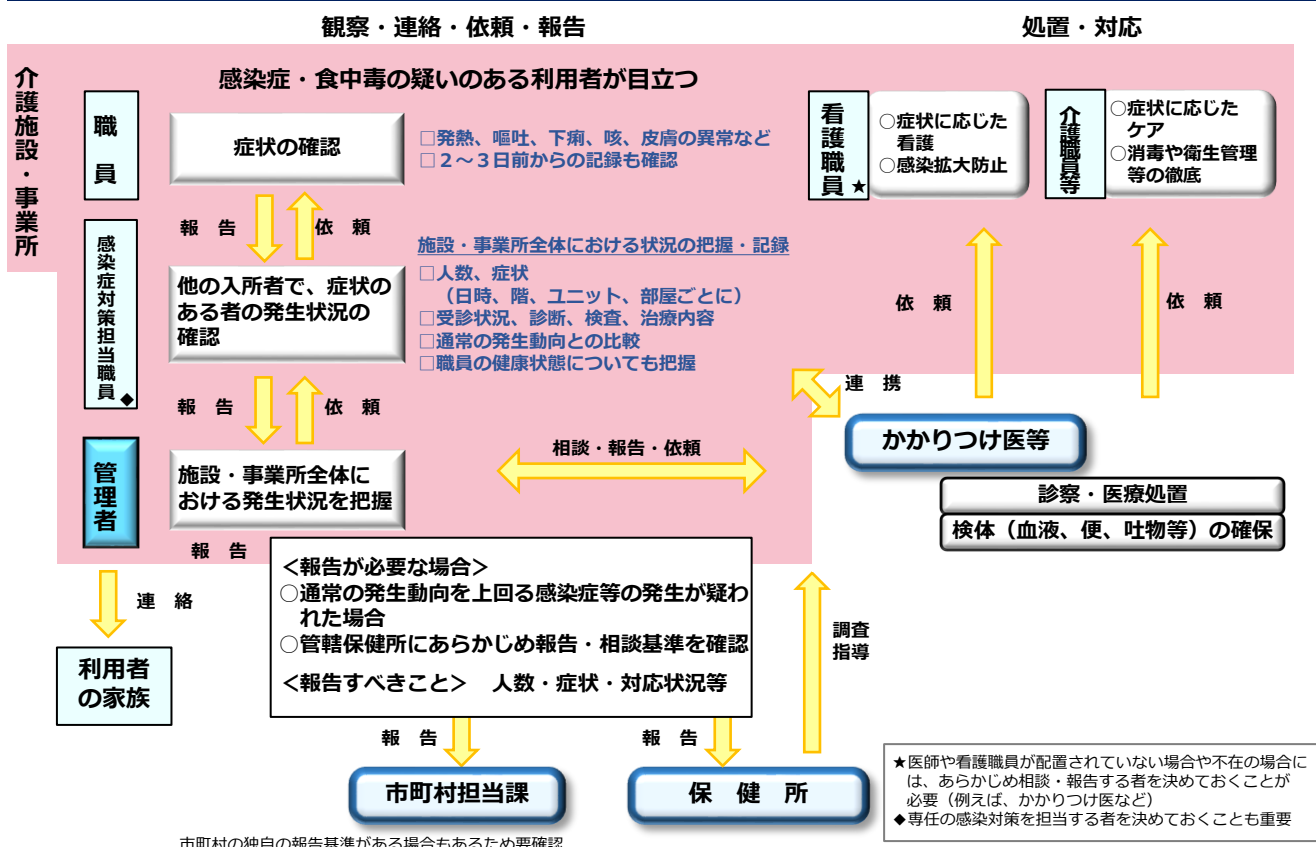 観察・連絡・依頼・報告
処置・対応
介護施設・事業所
感染症・食中毒の疑いのある利用者が目立つ
職員
症状の確認
□発熱、嘔吐、下痢、咳、皮膚の異常など
□２～３日前からの記録も確認
看護職員★
○症状に応じた
看護
○感染拡大防止
介護職員等
○症状に応じた
ケア
○消毒や衛生管理
等の徹底
報　告
依　頼
感染症対策担当職員◆
他の入所者で、症状の
ある者の発生状況の
確認
施設・事業所全体における状況の把握・記録
□人数、症状
（日時、階、ユニット、部屋ごとに）
□受診状況、診断、検査、治療内容
□通常の発生動向との比較
□職員の健康状態についても把握
依　頼
依　頼
報　告
依　頼
連　携
かかりつけ医等
管理者
施設・事業所全体に
おける発生状況を把握
相談・報告・依頼
診察・医療処置
検体（血液、便、吐物等）の確保
報　告
連　絡
利用者
の家族
＜報告が必要な場合＞
○通常の発生動向を上回る感染症等の発生が疑わ
れた場合
○管轄保健所にあらかじめ報告・相談基準を確認
＜報告すべきこと＞　人数・症状・対応状況等
調査
指導
報　告
報　告
市町村担当課
保　健　所
★医師や看護職員が配置されていない場合や不在の場合に
は、あらかじめ相談・報告する者を決めておくことが
必要（例えば、かかりつけ医など）
◆専任の感染対策を担当する者を決めておくことも重要
市町村の独自の報告基準がある場合もあるため要確認